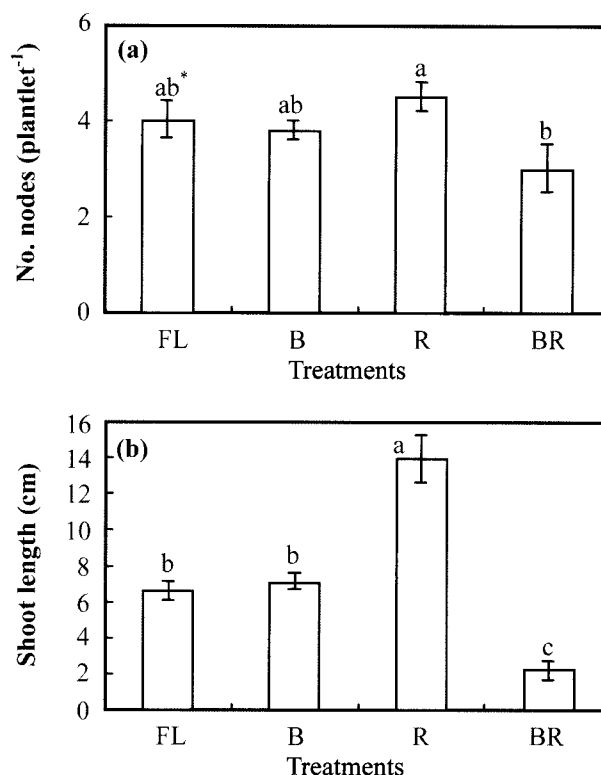 (a)
No. nodes (plantlet⁻¹)
6
4
2
0
ab*
ab
a
b
FL B R BR
Treatments
(b)
Shoot length (cm)
16
14
12
10
8
6
4
2
0
b
b
a
c
FL B R BR
Treatments